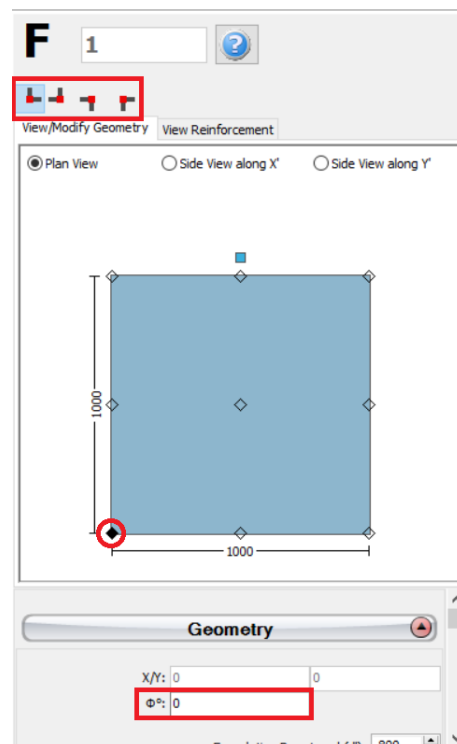 F 1
View/Modify Geometry View Reinforcement
Plan View Side View along X' Side View along Y'
1000
1000
Geometry
X/Y: 0 0
Φº: 0